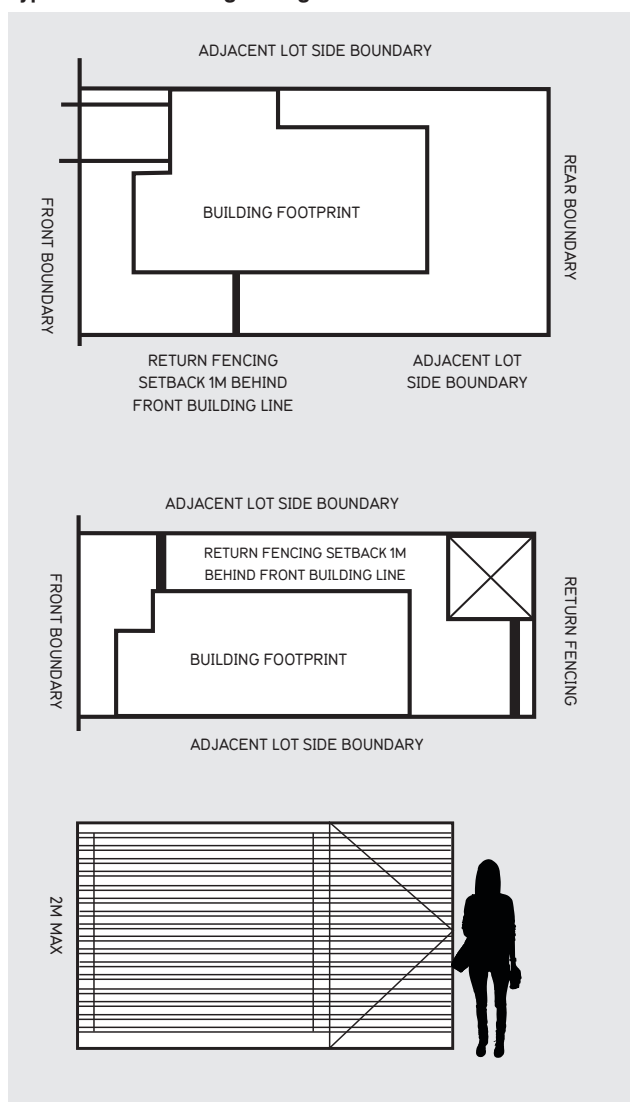 ADJACENT LOT SIDE BOUNDARY
FRONT BOUNDARY
BUILDING FOOTPRINT
REAR BOUNDARY
RETURN FENCING
SETBACK 1M BEHIND
FRONT BUILDING LINE
ADJACENT LOT
SIDE BOUNDARY
ADJACENT LOT SIDE BOUNDARY
FRONT BOUNDARY
RETURN FENCING SETBACK 1M
BEHIND FRONT BUILDING LINE
BUILDING FOOTPRINT
RETURN FENCING
ADJACENT LOT SIDE BOUNDARY
2M MAX